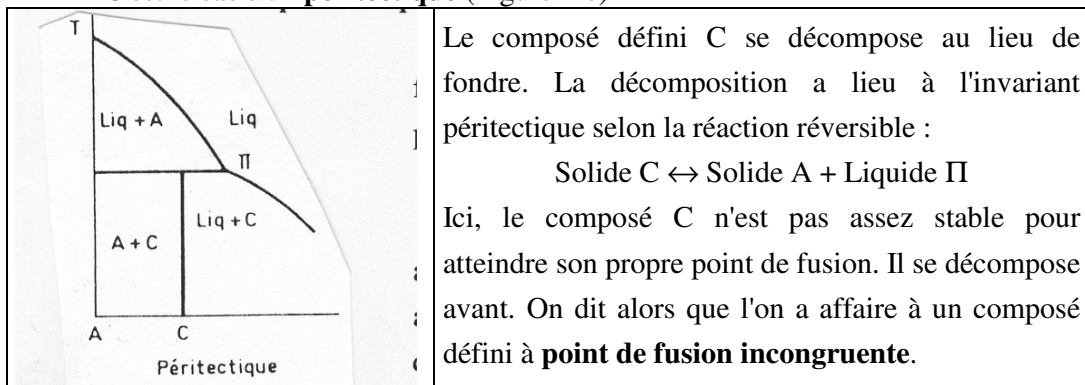 T
Liq + A
Liq
Π
Liq + C
A + C
A
C
Péritectique
Le composé défini C se décompose au lieu de
fondre. La décomposition a lieu à l'invariant
péritectique selon la réaction réversible :
Solide C ↔ Solide A + Liquide Π
Ici, le composé C n'est pas assez stable pour
atteindre son propre point de fusion. Il se décompose
avant. On dit alors que l'on a affaire à un composé
défini à point de fusion incongruente.